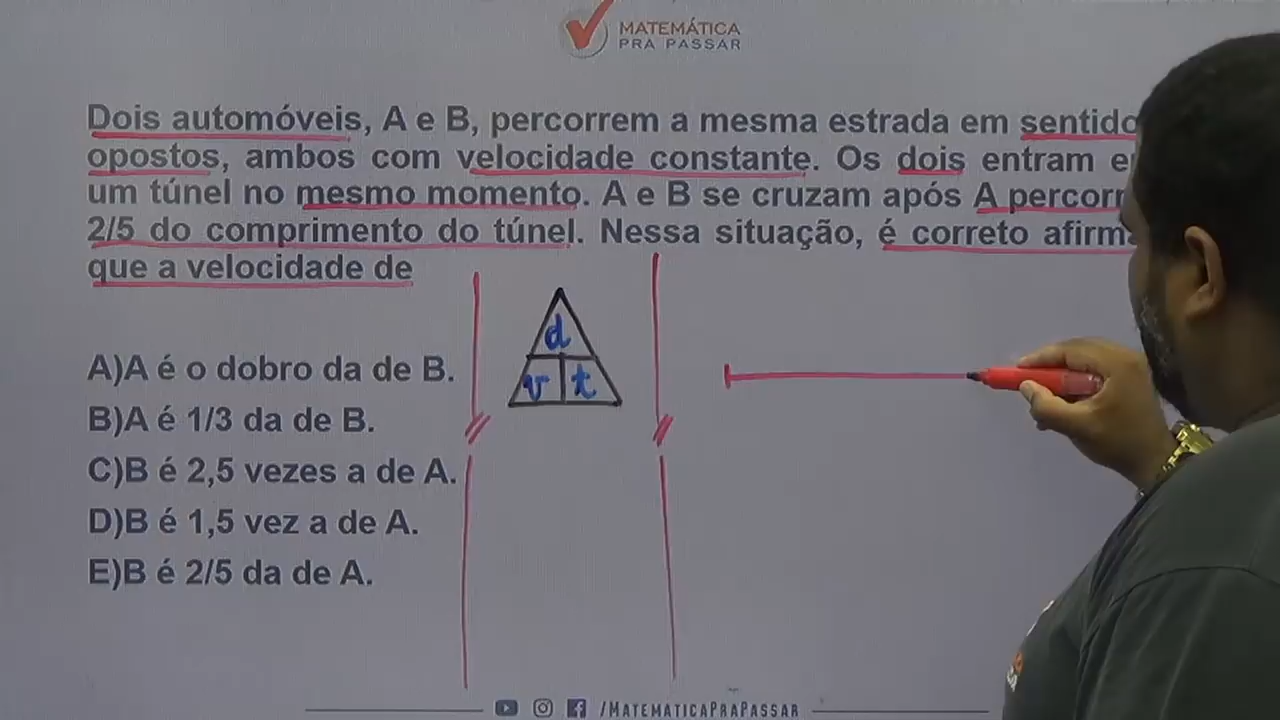 MATEMÁTICA
PRA PASSAR
Dois automóveis, A e B, percorrem a mesma estrada em sentido
opostos, ambos com velocidade constante. Os dois entram e
um túnel no mesmo momento. A e B se cruzam após A percorr
2/5 do comprimento do túnel. Nessa situação, é correto afirm
que a velocidade de
d
v t
A)A é o dobro da de B.
B)A é 1/3 da de B.
C)B é 2,5 vezes a de A.
D)B é 1,5 vez a de A.
E)B é 2/5 da de A.
/MATEMATICAPRAPASSAR